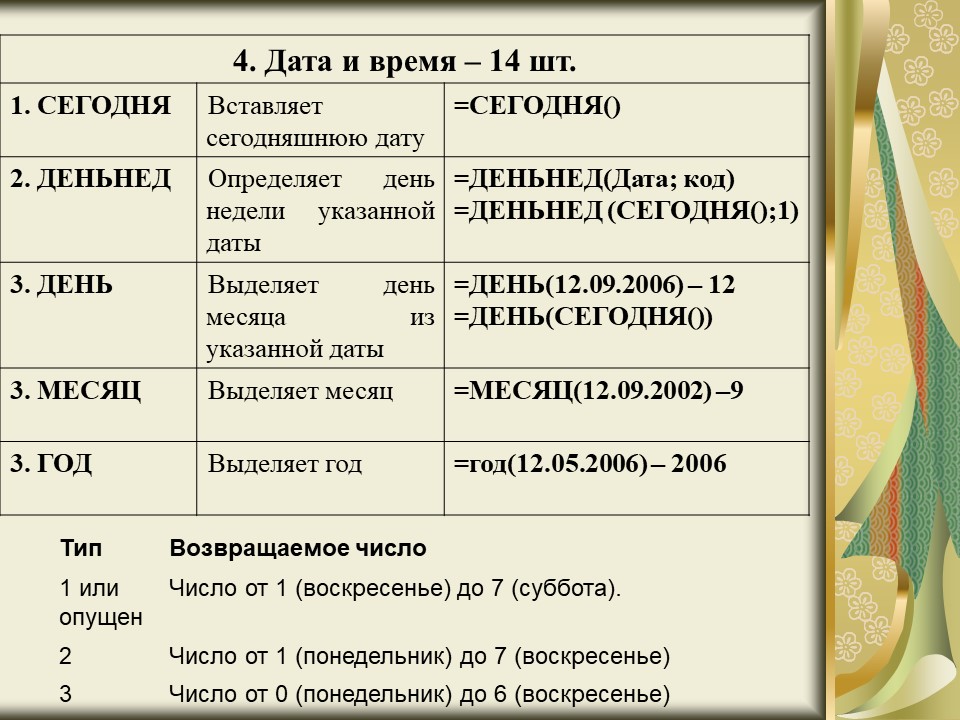 4. Дата и время – 14 шт.
1. СЕГОДНЯ
Вставляет
сегодняшнюю дату
=СЕГОДНЯ()
2. ДЕНЬНЕД
Определяет день
недели указанной
даты
=ДЕНЬНЕД(Дата; код)
=ДЕНЬНЕД (СЕГОДНЯ();1)
3. ДЕНЬ
Выделяет день
месяца из
указанной даты
=ДЕНЬ(12.09.2006) – 12
=ДЕНЬ(СЕГОДНЯ())
3. МЕСЯЦ
Выделяет месяц
=МЕСЯЦ(12.09.2002) –9
3. ГОД
Выделяет год
=год(12.05.2006) – 2006
Тип Возвращаемое число
1 или
опущен
Число от 1 (воскресенье) до 7 (суббота).
2 Число от 1 (понедельник) до 7 (воскресенье)
3 Число от 0 (понедельник) до 6 (воскресенье)